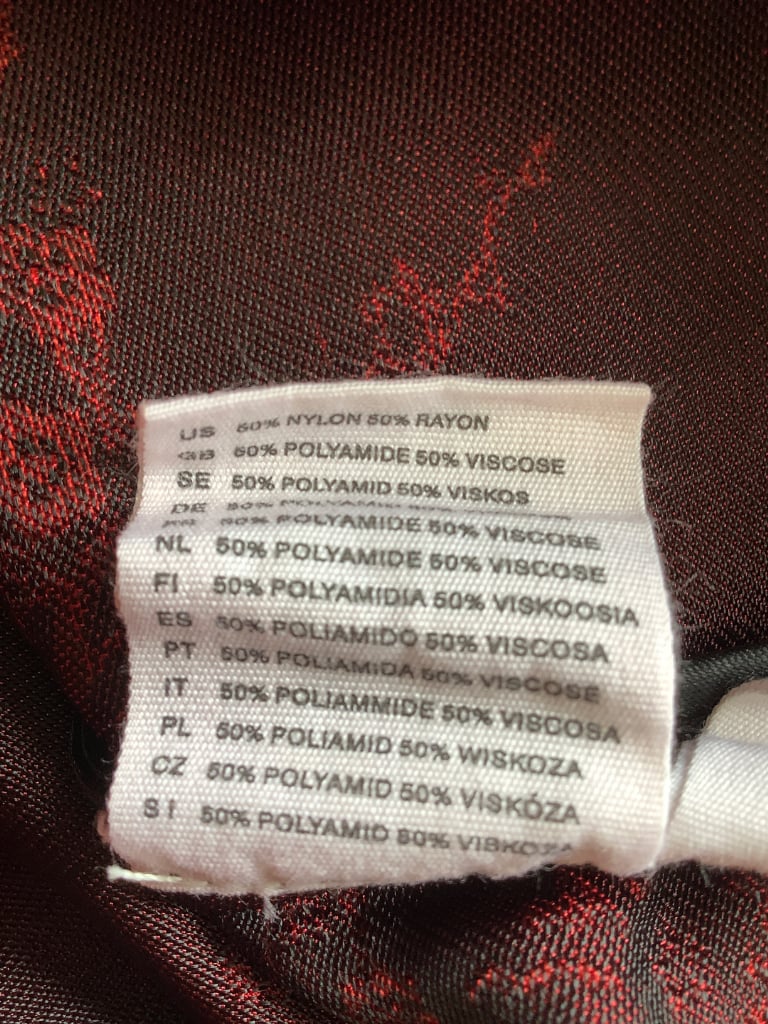 US 50% NYLON 50% RAYON
GB 50% POLYAMIDE 50% VISCOSE
SE 50% POLYAMID 50% VISKOS
DE
50% POLYAMIDE 50% VISCOSE
NL 50% POLYAMIDE 50% VISCOSE
FI 50% POLYAMIDIA 50% VISKOOSIA
ES 50% POLIAMIDO 50% VISCOSA
PT 50% POLIAMIDA 50% VISCOSE
IT 50% POLIAMMIDE 50% VISCOSA
PL 50% POLIAMID 50% WISKOZA
CZ 50% POLYAMID 50% VISKÓZA
SI 50% POLYAMID 50%